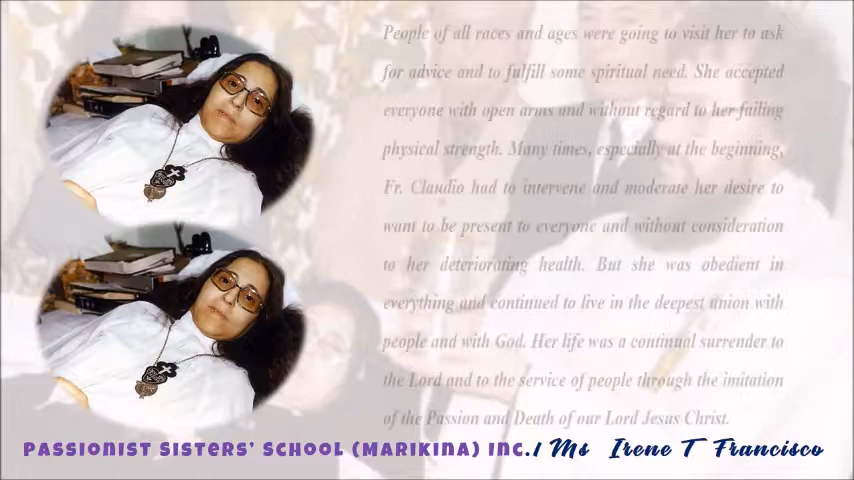 People of all races and ages were going to visit her to ask
for advice and to fulfill some spiritual need. She accepted
everyone with open arms and without regard to her failing
physical strength. Many times, especially at the beginning,
Fr. Claudio had to intervene and moderate her desire to
want to be present to everyone and without consideration
to her deteriorating health. But she was obedient in
everything and continued to live in the deepest union with
people and with God. Her life was a continual surrender to
the Lord and to the service of people through the imitation
of the Passion and Death of our Lord Jesus Christ.
PASSIONIST SISTERS' SCHOOL (MARIKINA) INC./ Ms Irene T Francisco